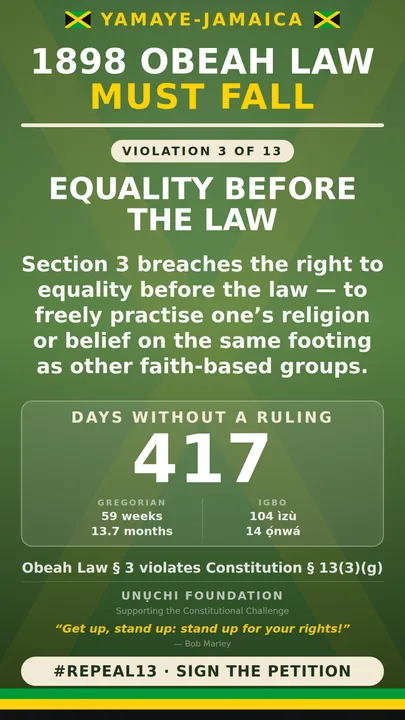 YAMAYE-JAMAICA
1898 OBEAH LAW
MUST FALL
VIOLATION 3 OF 13
EQUALITY BEFORE
THE LAW
Section 3 breaches the right to
equality before the law — to
freely practise one’s religion
or belief on the same footing
as other faith-based groups.
DAYS WITHOUT A RULING
417
GREGORIAN
59 weeks
13.7 months
IGBO
104 ìzù
14 ọ́nwá
Obeah Law § 3 violates Constitution § 13(3)(g)
UNỤCHI FOUNDATION
Supporting the Constitutional Challenge
“Get up, stand up: stand up for your rights!”
— Bob Marley
#REPEAL13 · SIGN THE PETITION